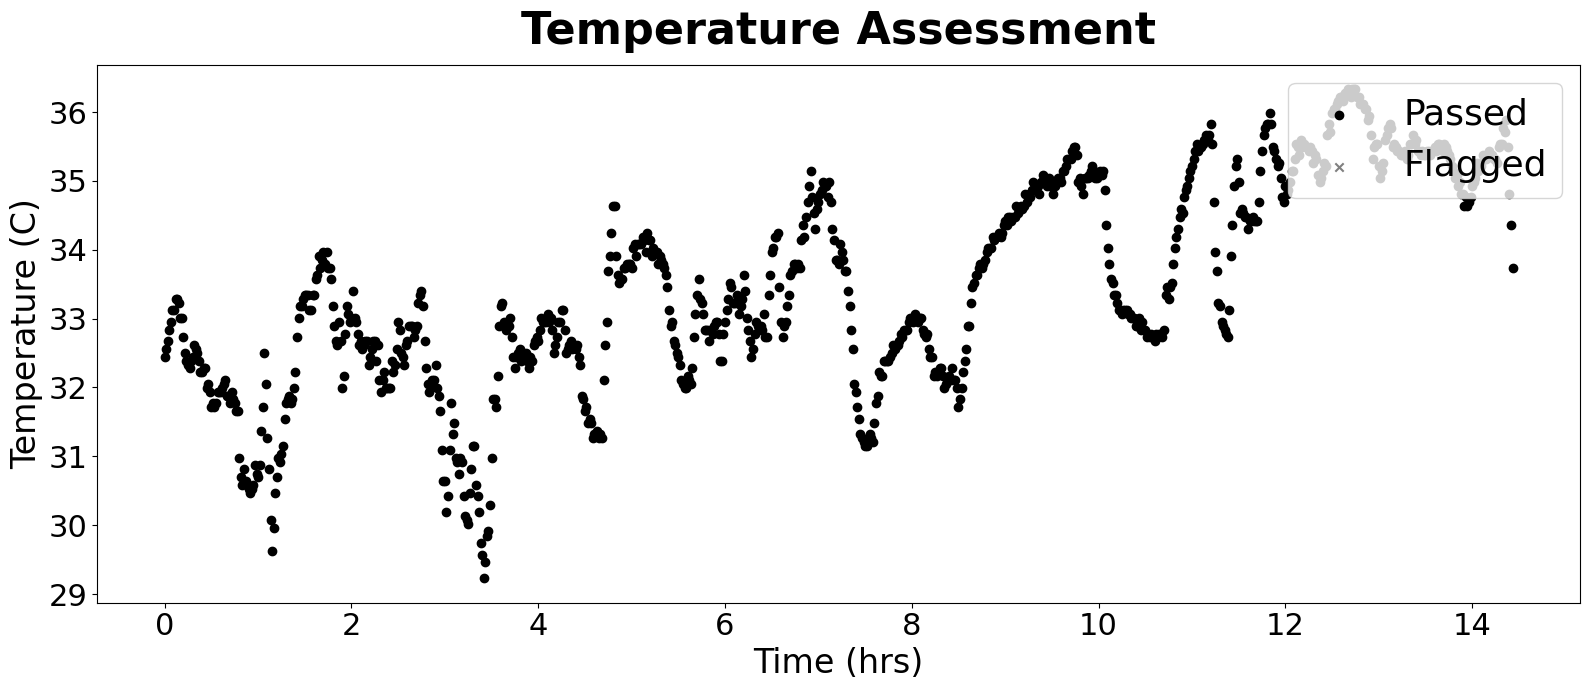 Temperature Assessment
Temperature (C)
36
35
34
33
32
31
30
29
Passed
Flagged
0 2 4 6 8 10 12 14
Time (hrs)